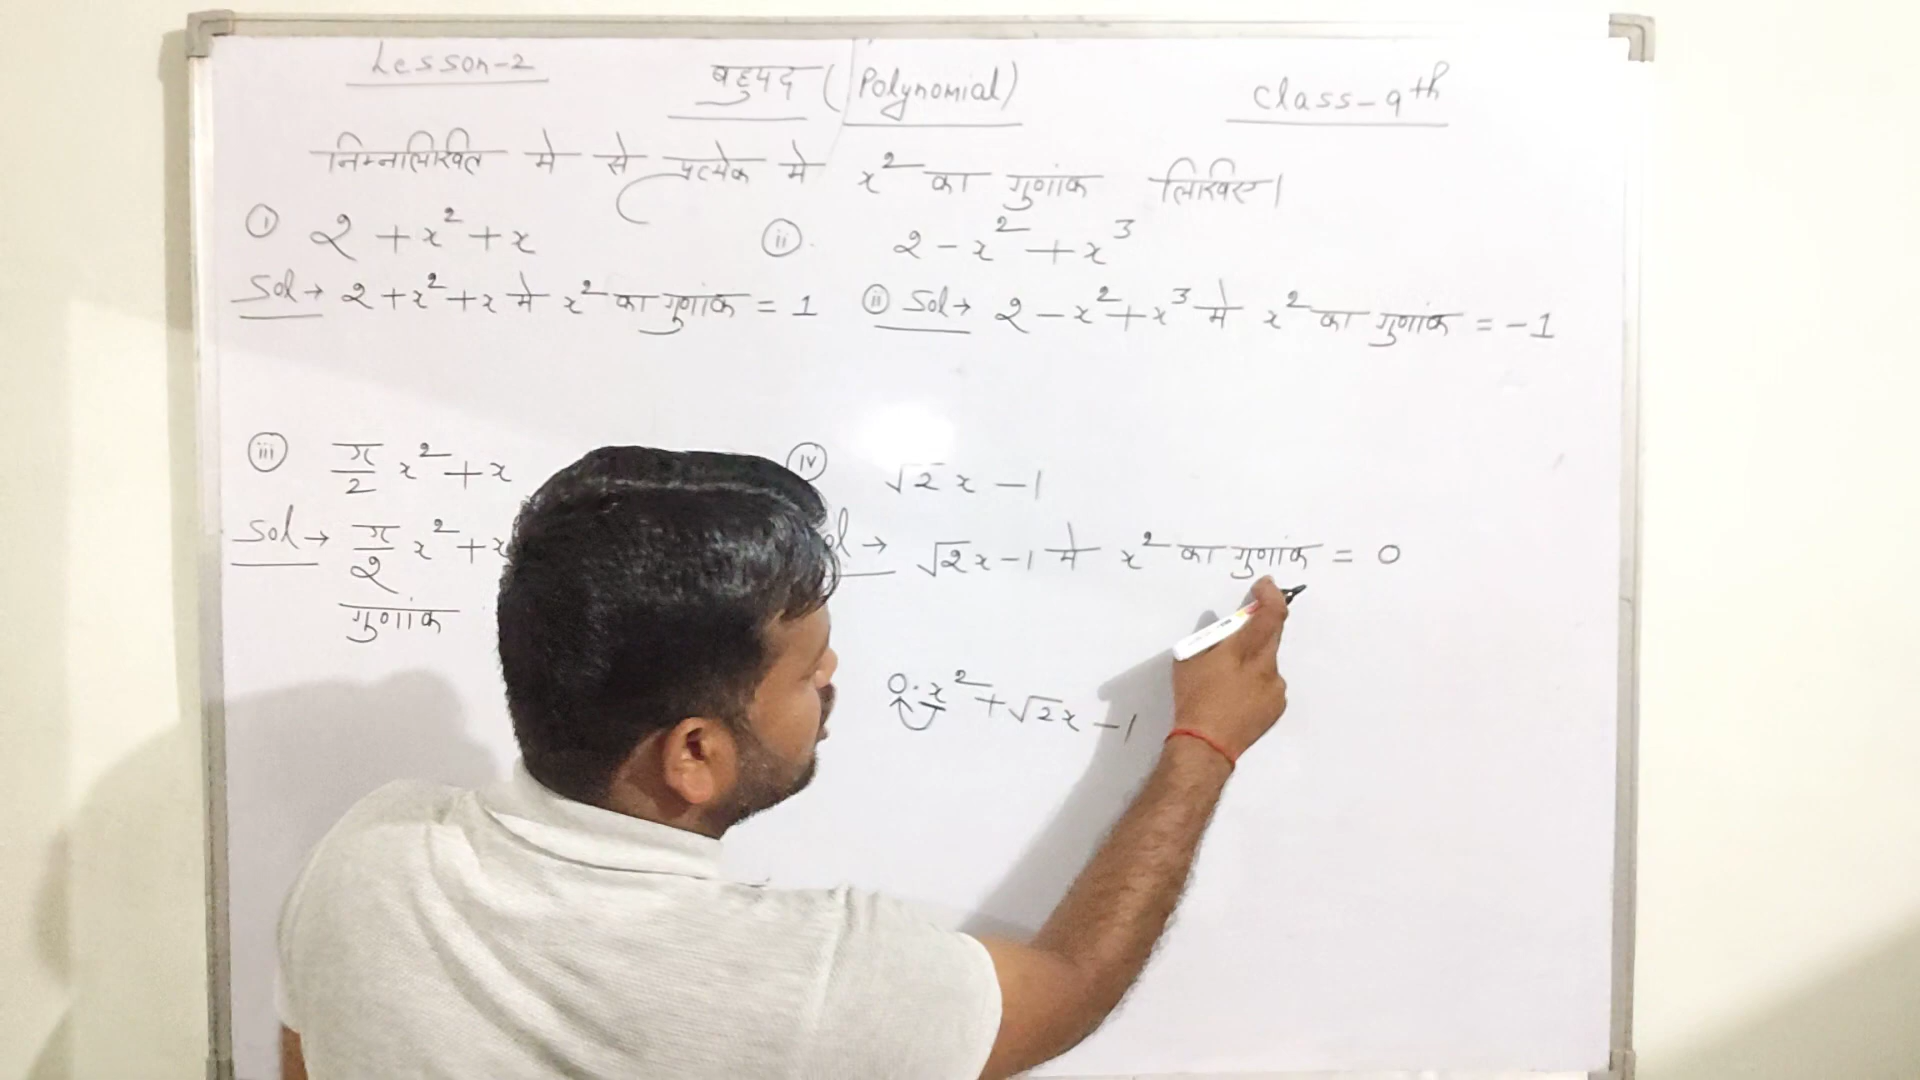 Lesson-2 बहुपद (Polynomial) Class-9th
निम्नलिखित मे से प्रत्येक मे x² का गुणांक लिखिए।
(i) 2 + x² + x (ii) 2 - x² + x³
Sol → 2 + x² + x मे x² का गुणांक = 1 (ii) Sol → 2 - x² + x³ मे x² का गुणांक = -1
(iii) π/2 x² + x (iv) √2 x - 1
Sol → π/2 x² + x → √2x - 1 मे x² का गुणांक = 0
गुणांक
0·x² + √2x - 1